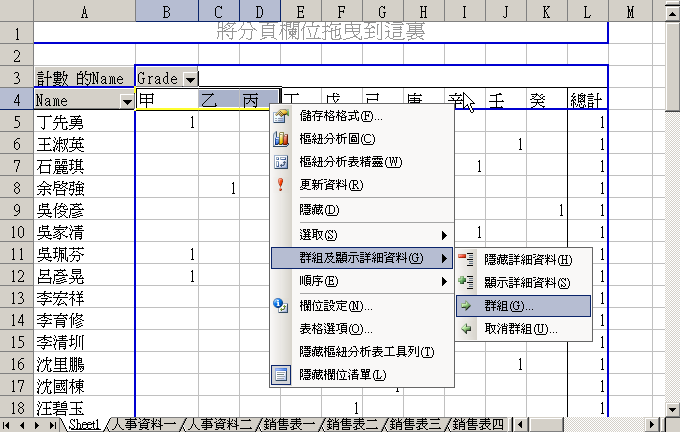 A B C D E F G H I J K L M
1 將分頁欄位拖曳到這裏
2
3 計數 的Name Grade
4 Name 甲 乙 丙 丁 戊 己 庚 辛 壬 癸 總計
5 丁先勇 1 1
6 王淑英 1 1
7 石麗琪 1 1
8 余啓強 1 1
9 吳俊彥 1 1
10 吳家清 1 1
11 吳珮芬 1 1
12 呂彥晃 1 1
13 李宏祥 1
14 李育修 1
15 李清圳 1
16 沈里鵬 1 1
17 沈國棟 1 1
18 汪碧玉 1 1
儲存格格式(F)...
樞紐分析圖(C)
樞紐分析表精靈(W)
更新資料(R)
隱藏(D)
選取(S)
群組及顯示詳細資料(G)
順序(E)
欄位設定(N)...
表格選項(O)...
隱藏樞紐分析表工具列(T)
隱藏欄位清單(L)
隱藏詳細資料(H)
顯示詳細資料(S)
群組(G)...
取消群組(U)...
Sheet1 人事資料一 人事資料二 銷售表一 銷售表二 銷售表三 銷售表四